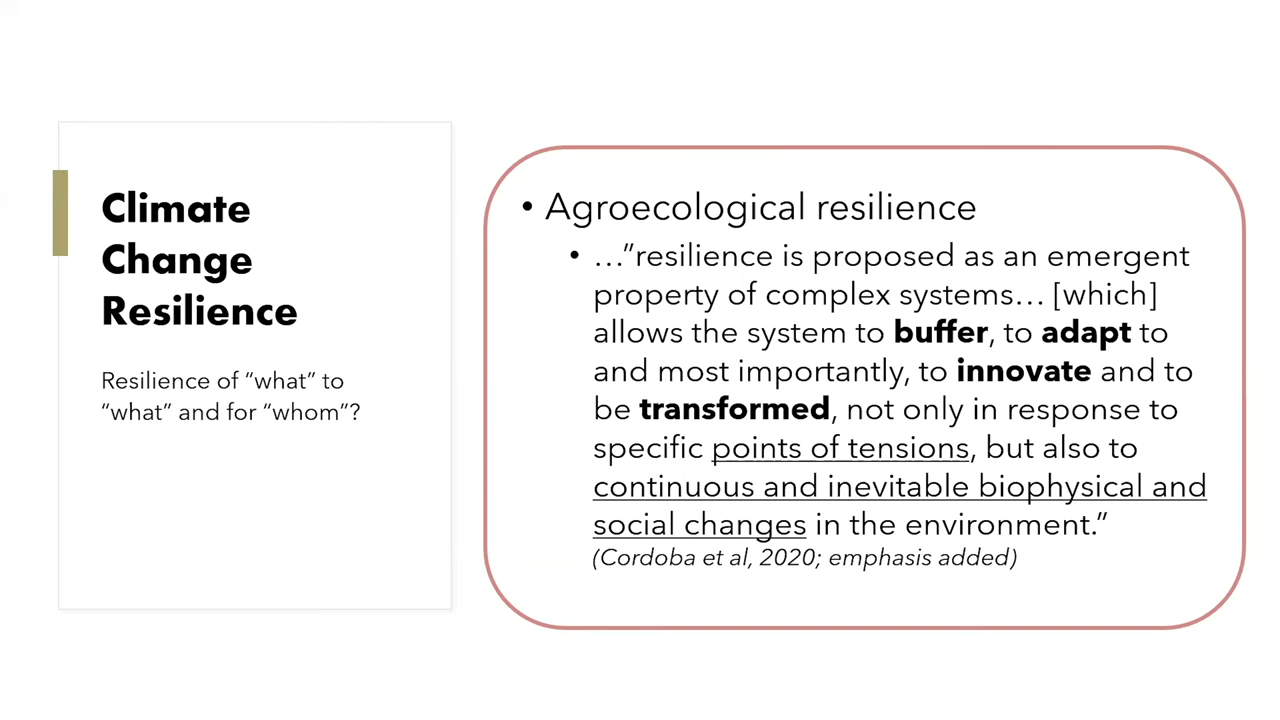 Climate
Change
Resilience
Resilience of “what” to
“what” and for “whom”?
• Agroecological resilience
• …”resilience is proposed as an emergent
property of complex systems… [which]
allows the system to buffer, to adapt to
and most importantly, to innovate and to
be transformed, not only in response to
specific points of tensions, but also to
continuous and inevitable biophysical and
social changes in the environment.”
(Cordoba et al, 2020; emphasis added)